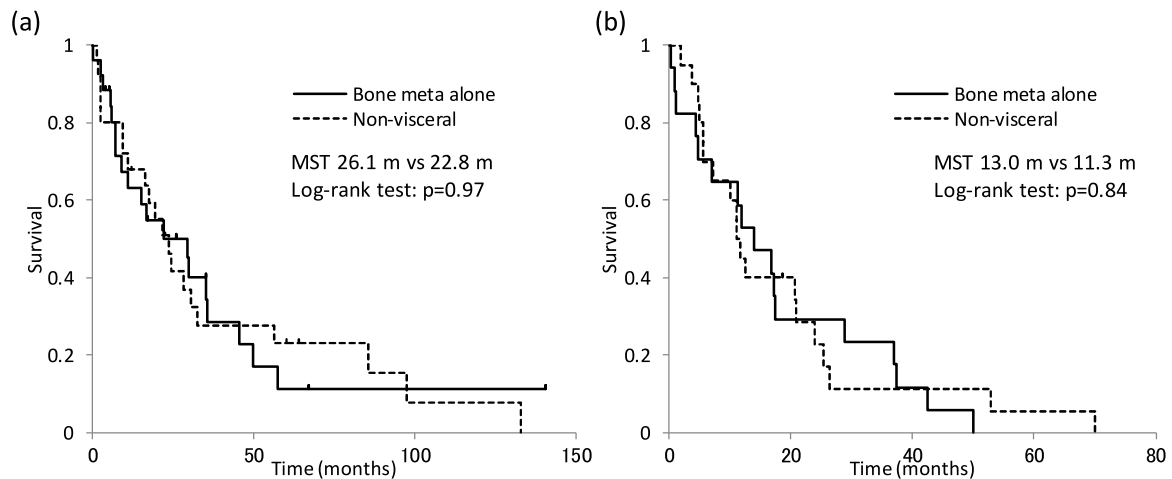 (a)
1
0.8
0.6
0.4
0.2
0
Survival
Bone meta alone
Non-visceral
MST 26.1 m vs 22.8 m
Log-rank test: p=0.97
0
50
100
150
Time (months)
(b)
1
0.8
0.6
0.4
0.2
0
Survival
Bone meta alone
Non-visceral
MST 13.0 m vs 11.3 m
Log-rank test: p=0.84
0
20
40
60
80
Time (months)